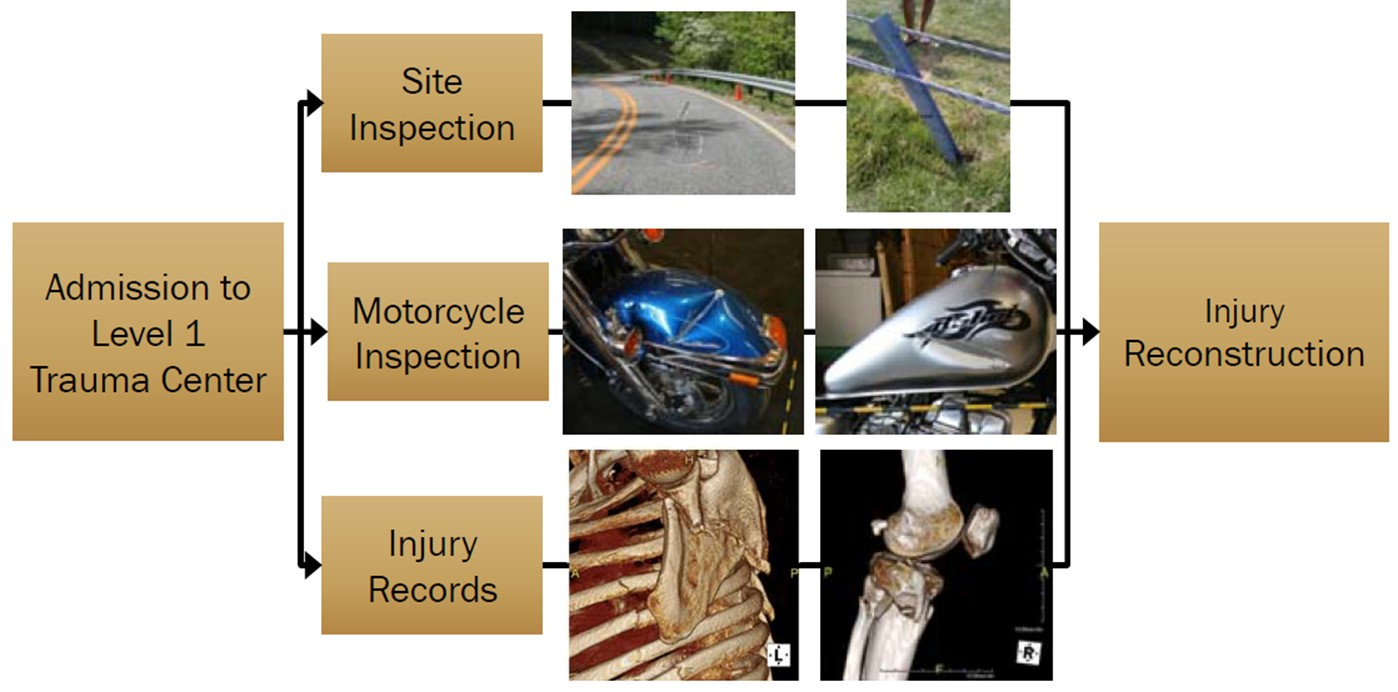 Admission to
Level 1
Trauma Center
Site
Inspection
Motorcycle
Inspection
Injury
Records
A
P
L
P
A
R
F
Injury
Reconstruction